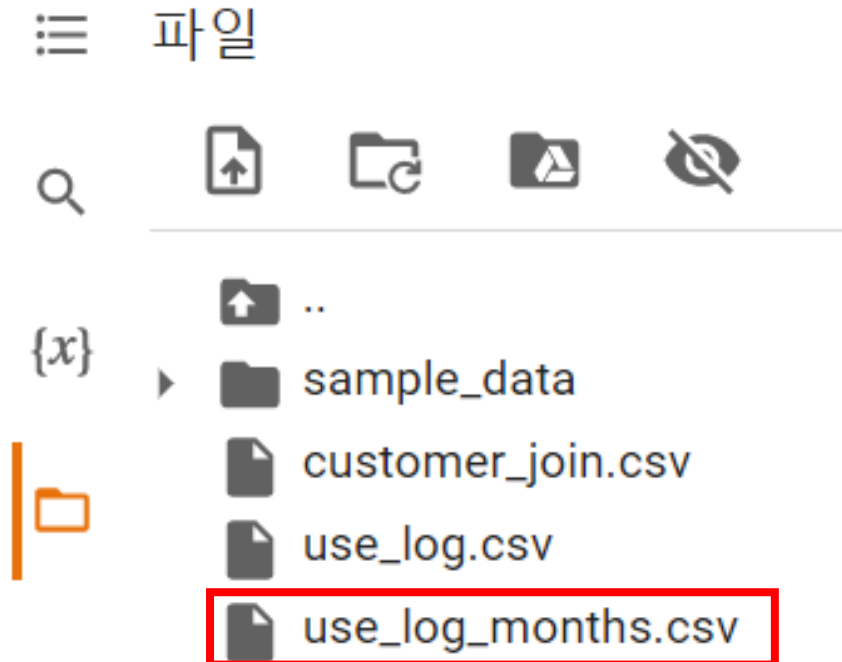 파일
{x}
..
sample_data
customer_join.csv
use_log.csv
use_log_months.csv